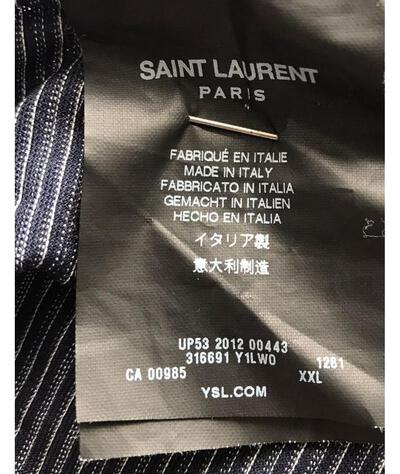 SAINT LAURENT
PARIS
FABRIQUÉ EN ITALIE
MADE IN ITALY
FABBRICATO IN ITALIA
GEMACHT IN ITALIEN
HECHO EN ITALIA
イタリア製
意大利制造
UP53 2012 00443
316691 Y1LW0 1261
CA 00985 XXL
YSL.COM